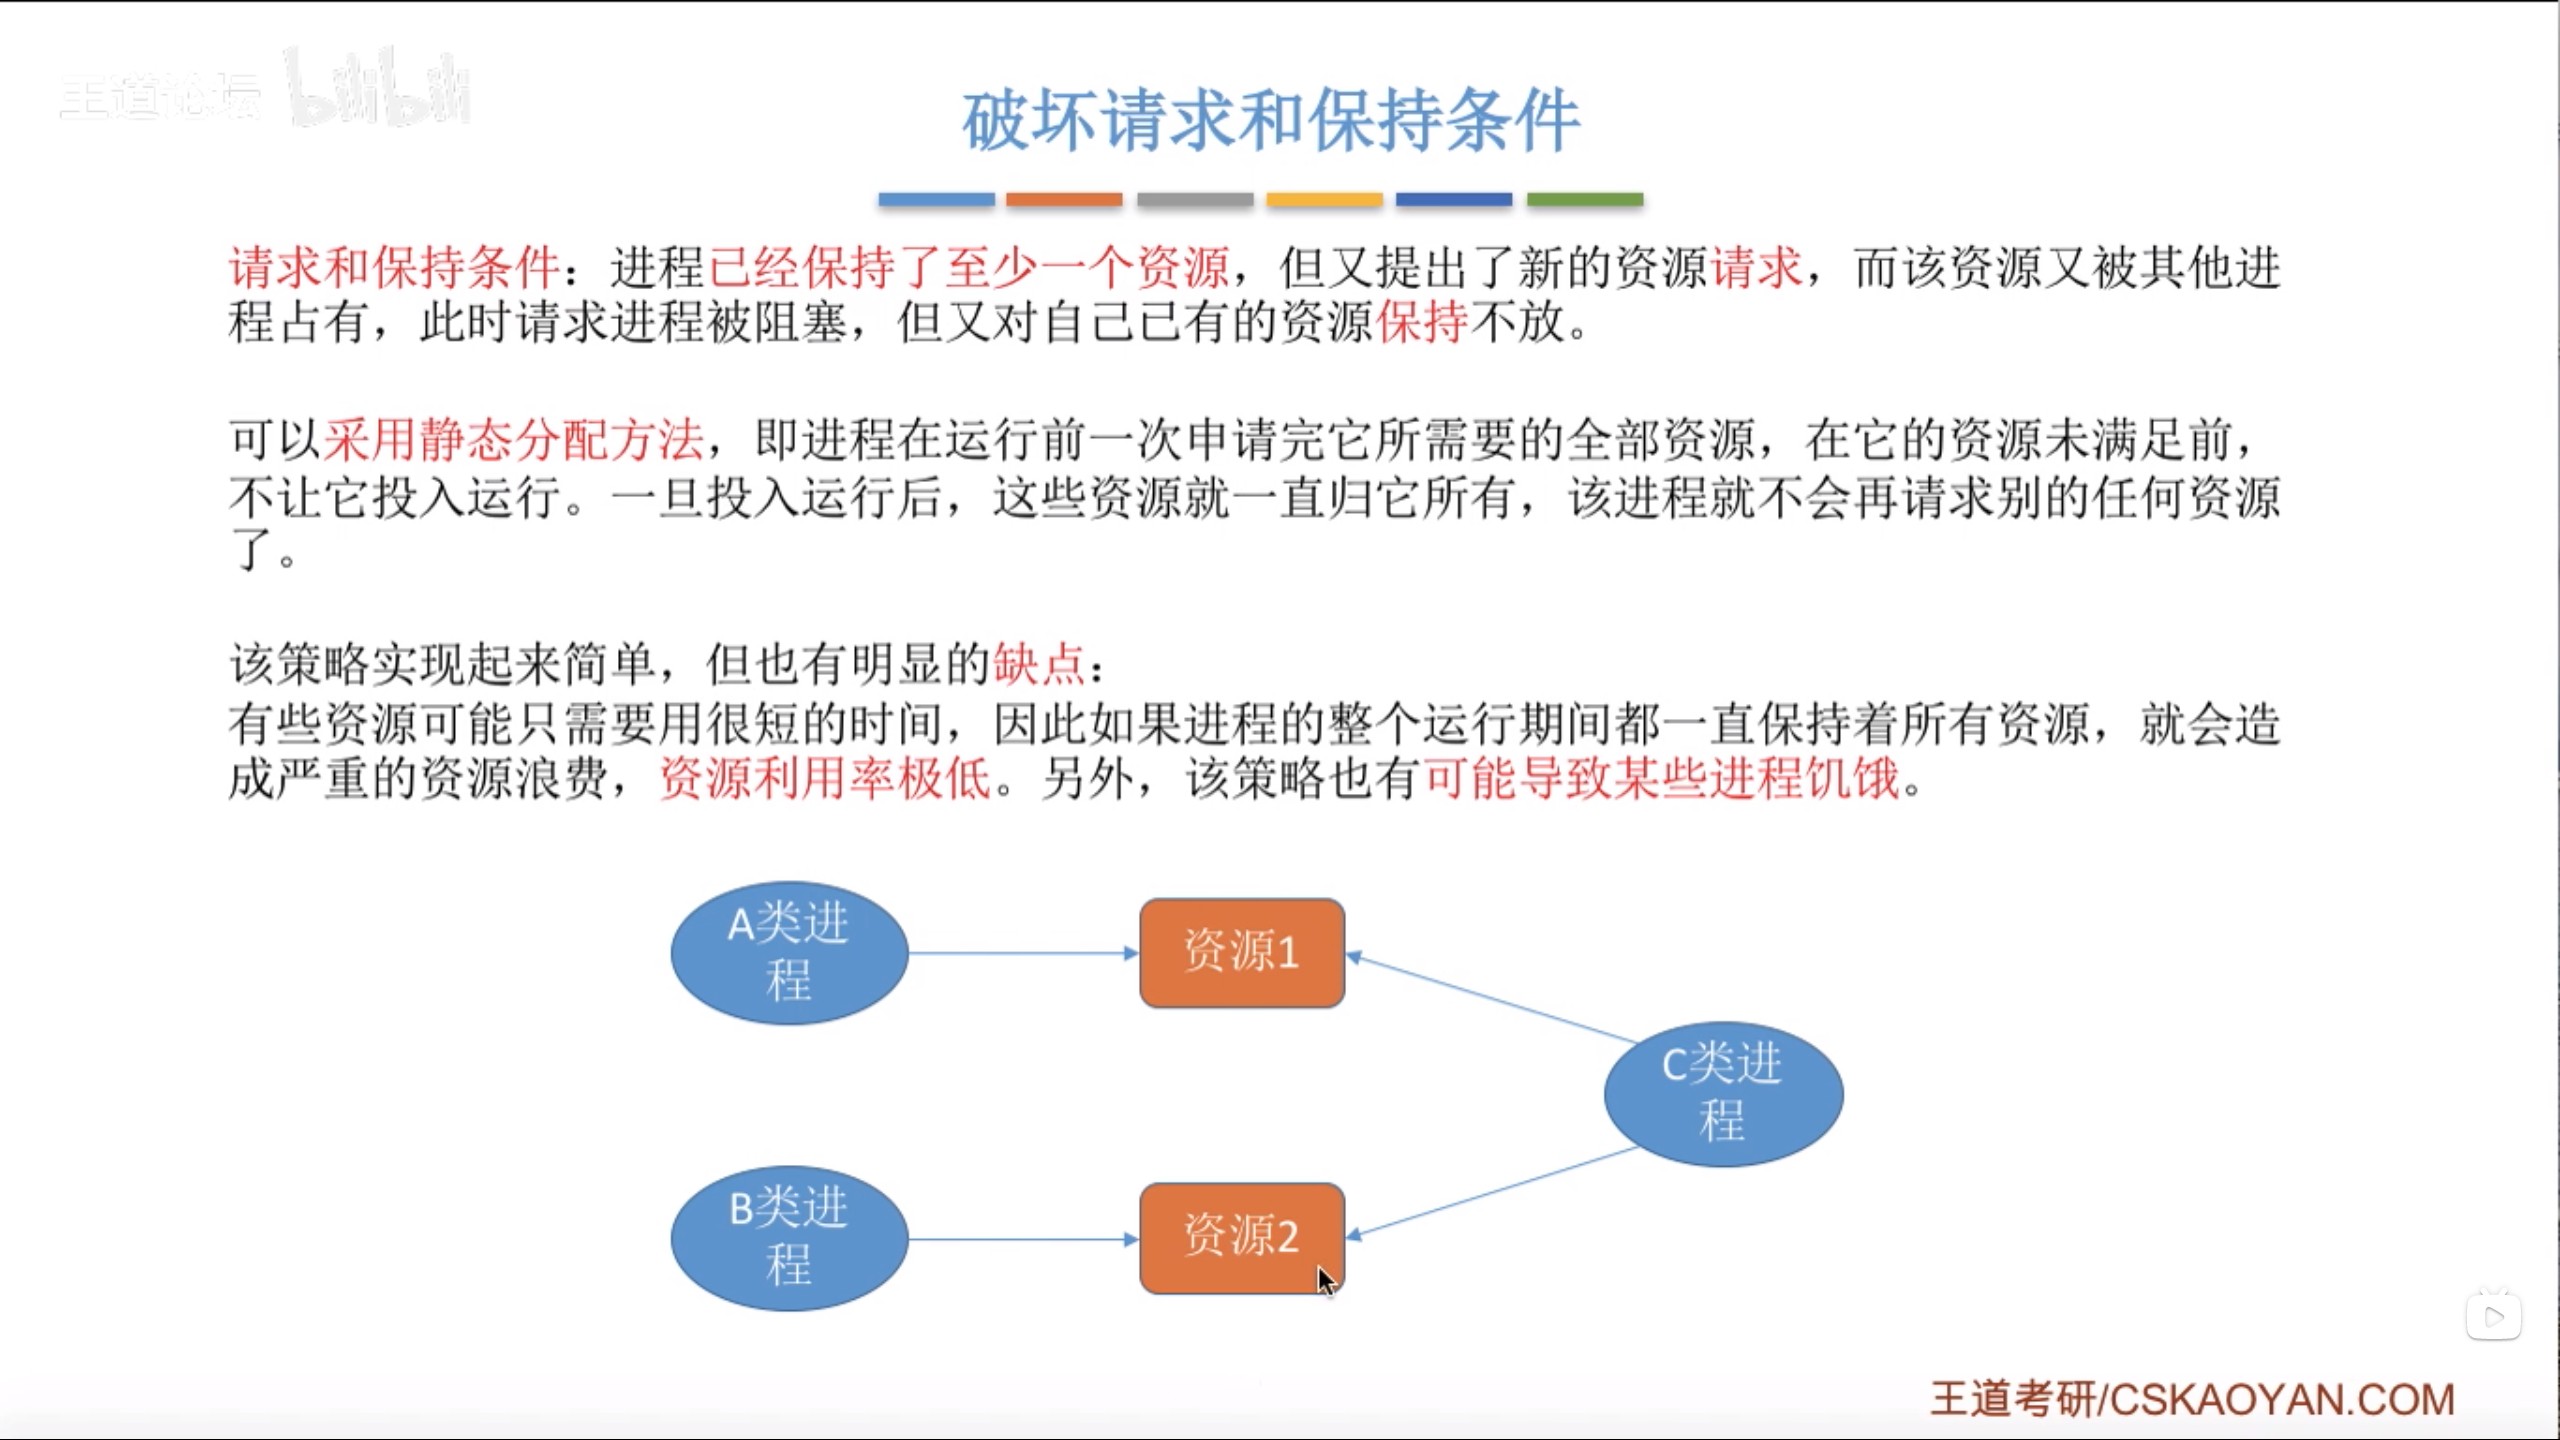 王道论坛 bilibili
破坏请求和保持条件
请求和保持条件：进程已经保持了至少一个资源，但又提出了新的资源请求，而该资源又被其他进
程占有，此时请求进程被阻塞，但又对自己已有的资源保持不放。
可以采用静态分配方法，即进程在运行前一次申请完它所需要的全部资源，在它的资源未满足前，
不让它投入运行。一旦投入运行后，这些资源就一直归它所有，该进程就不会再请求别的任何资源
了。
该策略实现起来简单，但也有明显的缺点：
有些资源可能只需要用很短的时间，因此如果进程的整个运行期间都一直保持着所有资源，就会造
成严重的资源浪费，资源利用率极低。另外，该策略也有可能导致某些进程饥饿。
A类进
程
资源1
C类进
程
B类进
程
资源2
王道考研/CSKAOYAN.COM